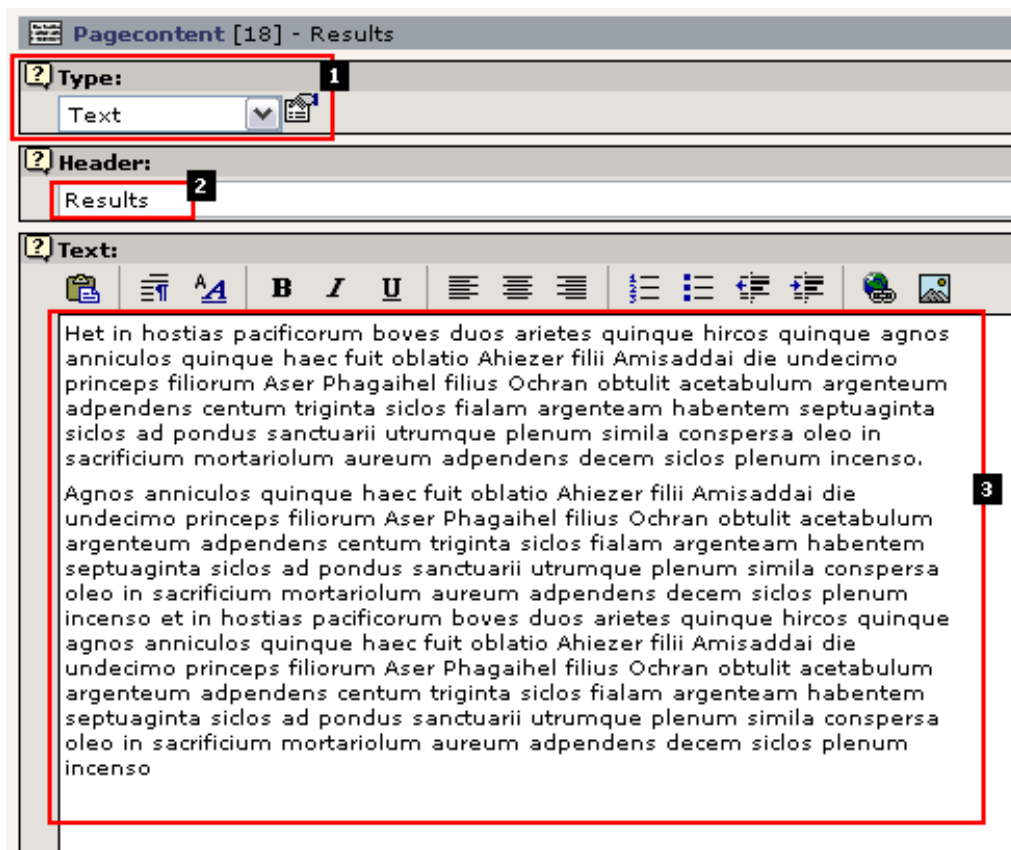 Pagecontent [18] - Results
Type:
1
Text
Header:
2
Results
Text:
B I U
Het in hostias pacificorum boves duos arietes quinque hircos quinque agnos
anniculos quinque haec fuit oblatio Ahiezer filii Amisaddai die undecimo
princeps filiorum Aser Phagaihel filius Ochran obtulit acetabulum argenteum
adpendens centum triginta siclos fialam argenteam habentem septuaginta
siclos ad pondus sanctuarii utrumque plenum simila conspersa oleo in
sacrificium mortariolum aureum adpendens decem siclos plenum incenso.
3
Agnos anniculos quinque haec fuit oblatio Ahiezer filii Amisaddai die
undecimo princeps filiorum Aser Phagaihel filius Ochran obtulit acetabulum
argenteum adpendens centum triginta siclos fialam argenteam habentem
septuaginta siclos ad pondus sanctuarii utrumque plenum simila conspersa
oleo in sacrificium mortariolum aureum adpendens decem siclos plenum
incenso et in hostias pacificorum boves duos arietes quinque hircos quinque
agnos anniculos quinque haec fuit oblatio Ahiezer filii Amisaddai die
undecimo princeps filiorum Aser Phagaihel filius Ochran obtulit acetabulum
argenteum adpendens centum triginta siclos fialam argenteam habentem
septuaginta siclos ad pondus sanctuarii utrumque plenum simila conspersa
oleo in sacrificium mortariolum aureum adpendens decem siclos plenum
incenso